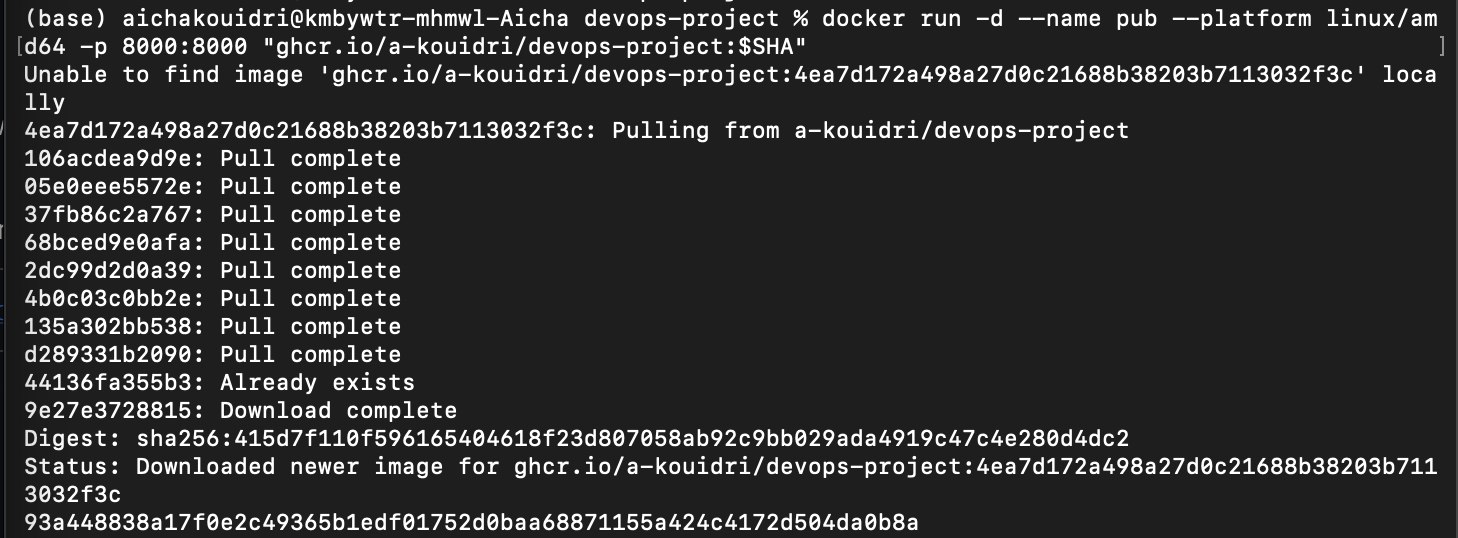 (base) aichakouidri@kmbywtr-mhmwl-Aicha devops-project % docker run -d --name pub --platform linux/am
[d64 -p 8000:8000 "ghcr.io/a-kouidri/devops-project:$SHA" ]
Unable to find image 'ghcr.io/a-kouidri/devops-project:4ea7d172a498a27d0c21688b38203b7113032f3c' loca
lly
4ea7d172a498a27d0c21688b38203b7113032f3c: Pulling from a-kouidri/devops-project
106acdea9d9e: Pull complete
05e0eee5572e: Pull complete
37fb86c2a767: Pull complete
68bced9e0afa: Pull complete
2dc99d2d0a39: Pull complete
4b0c03c0bb2e: Pull complete
135a302bb538: Pull complete
d289331b2090: Pull complete
44136fa355b3: Already exists
9e27e3728815: Download complete
Digest: sha256:415d7f110f596165404618f23d807058ab92c9bb029ada4919c47c4e280d4dc2
Status: Downloaded newer image for ghcr.io/a-kouidri/devops-project:4ea7d172a498a27d0c21688b38203b711
3032f3c
93a448838a17f0e2c49365b1edf01752d0baa68871155a424c4172d504da0b8a